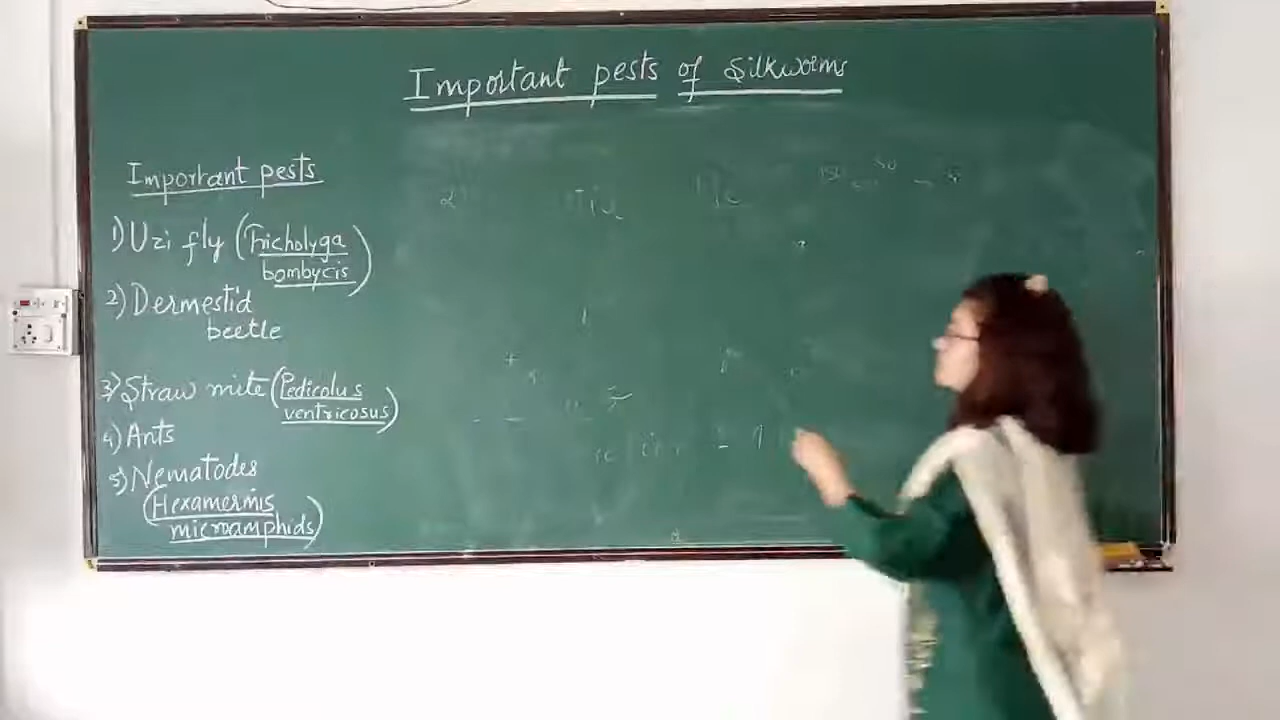 Important pests of Silkworms
Important pests
1) Uzi fly (Tricholyga
bombycis)
2) Dermestid
beetle
3) Straw mite (Pedicolus
ventricosus)
4) Ants
5) Nematodes
(Hexamermis
microamphids)